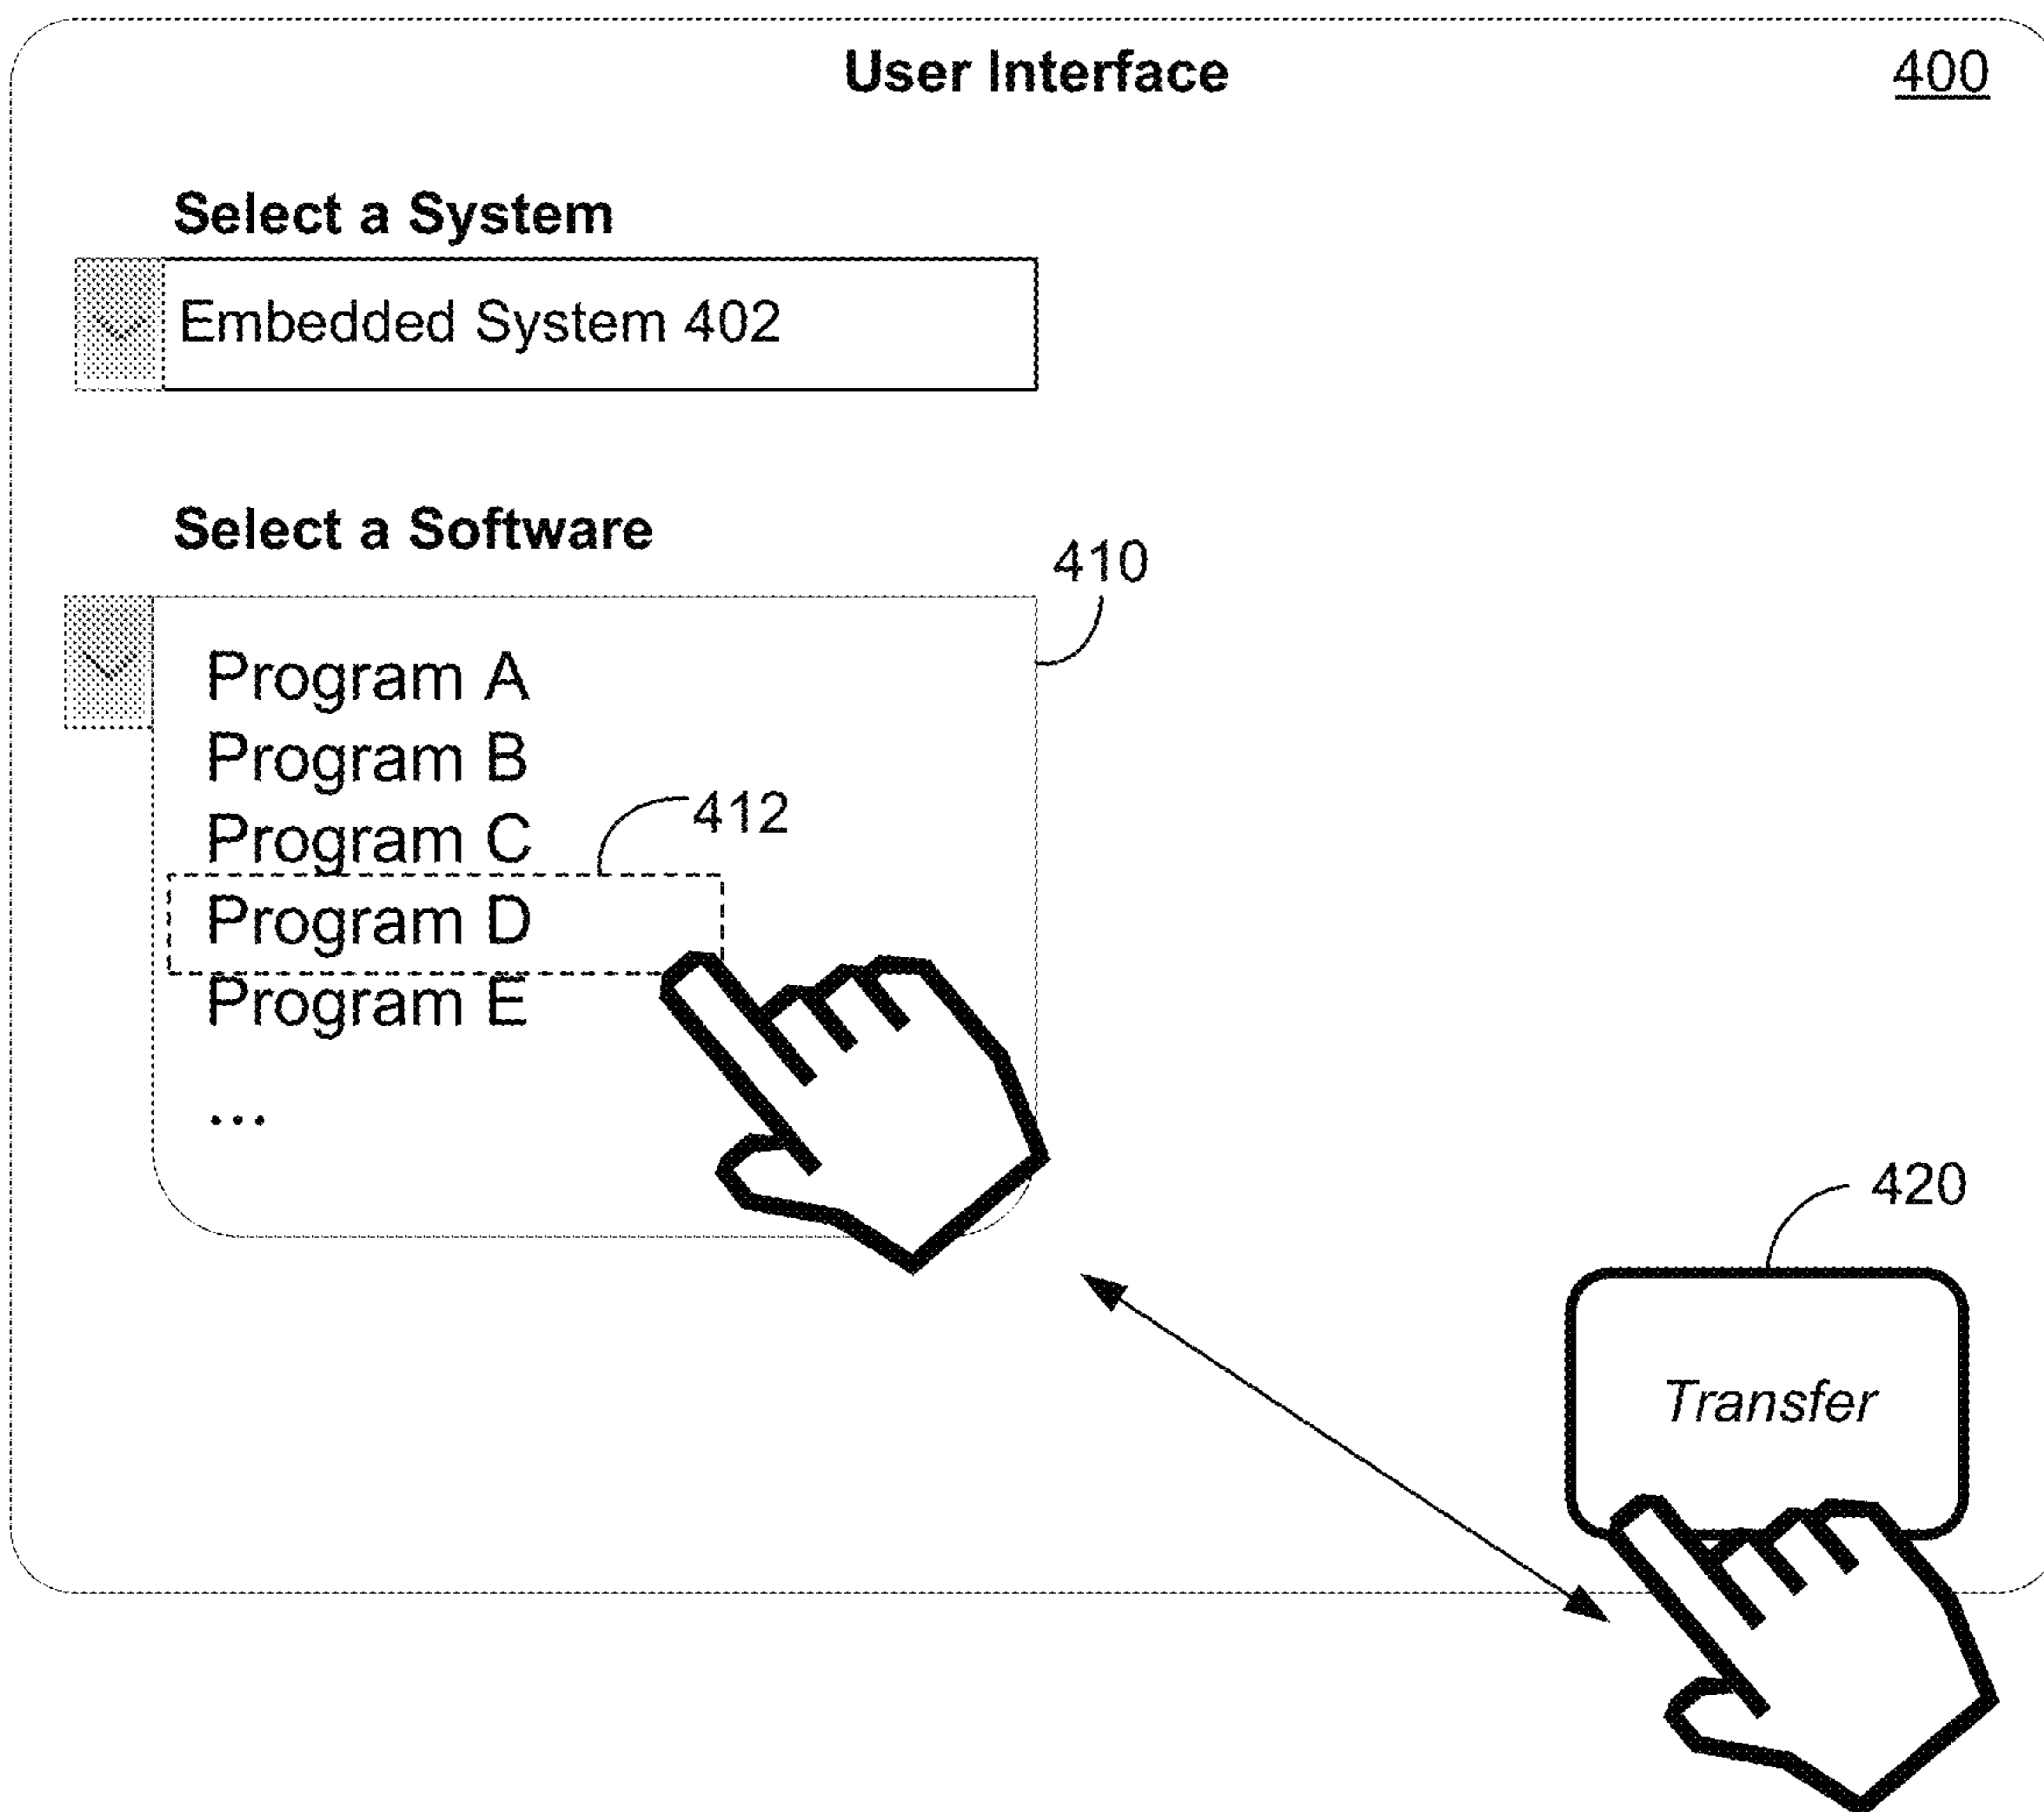 User Interface
400
Select a System
Embedded System 402
Select a Software
410
Program A
Program B
412
Program C
Program D
Program E
...
420
Transfer